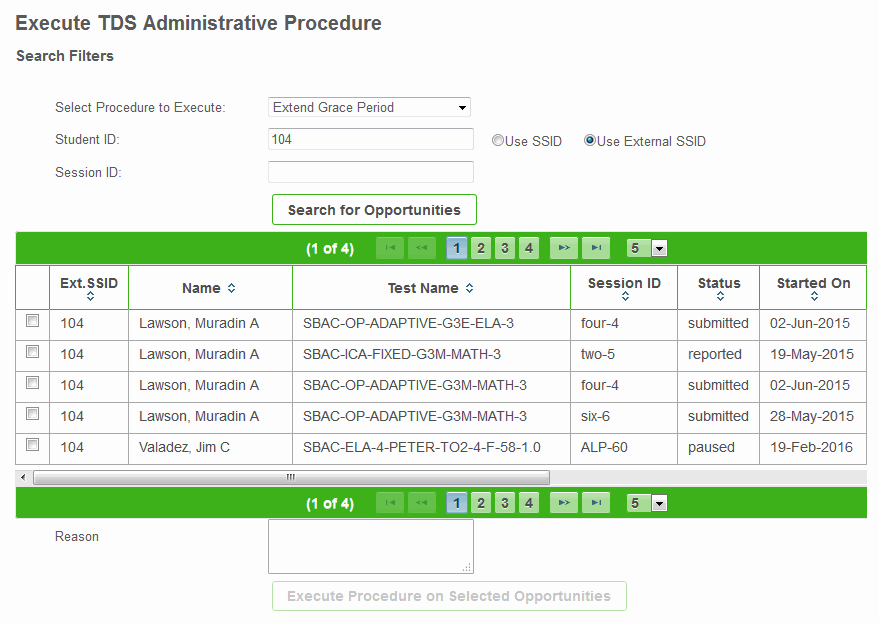 Execute TDS Administrative Procedure
Search Filters
Select Procedure to Execute: Extend Grace Period
Student ID: 104 Use SSID Use External SSID
Session ID:
Search for Opportunities
(1 of 4) 1 2 3 4 5
Ext.SSID Name Test Name Session ID Status Started On
104 Lawson, Muradin A SBAC-OP-ADAPTIVE-G3E-ELA-3 four-4 submitted 02-Jun-2015
104 Lawson, Muradin A SBAC-ICA-FIXED-G3M-MATH-3 two-5 reported 19-May-2015
104 Lawson, Muradin A SBAC-OP-ADAPTIVE-G3M-MATH-3 four-4 submitted 02-Jun-2015
104 Lawson, Muradin A SBAC-OP-ADAPTIVE-G3M-MATH-3 six-6 submitted 28-May-2015
104 Valadez, Jim C SBAC-ELA-4-PETER-TO2-4-F-58-1.0 ALP-60 paused 19-Feb-2016
(1 of 4) 1 2 3 4 5
Reason
Execute Procedure on Selected Opportunities